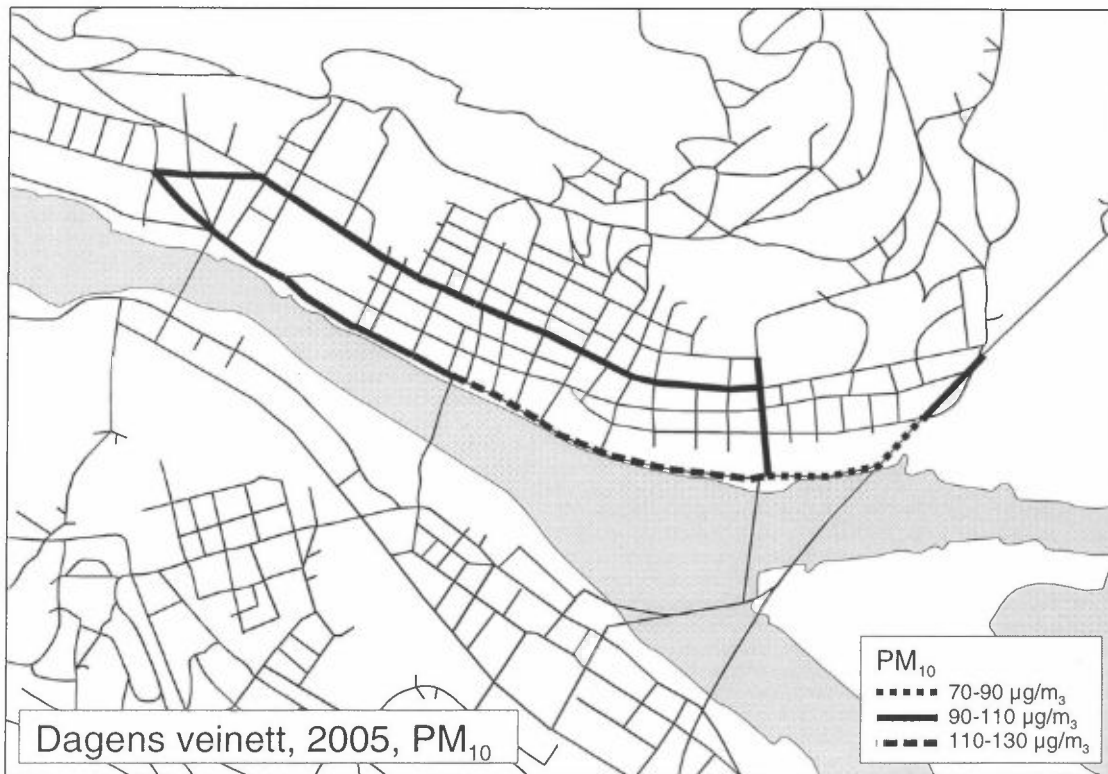 PM₁₀
70-90 µg/m₃
90-110 µg/m₃
110-130 µg/m₃
Dagens veinett, 2005, PM₁₀